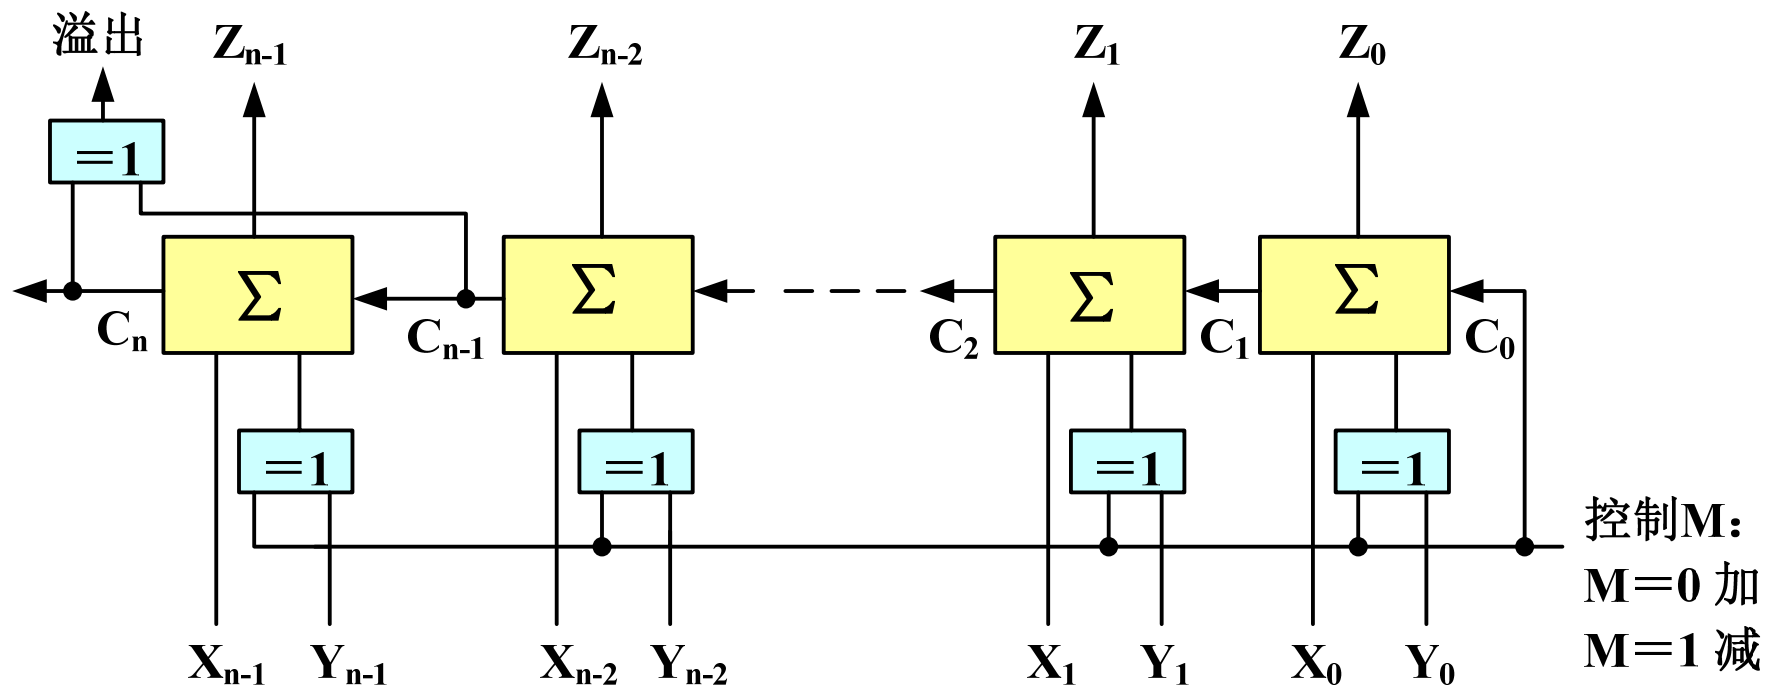 溢出 Zn-1 Zn-2 Z1 Z0
=1
Σ Σ Σ Σ
Cn Cn-1 C2 C1 C0
=1 =1 =1 =1
控制M：
M=0 加
M=1 减
Xn-1 Yn-1 Xn-2 Yn-2 X1 Y1 X0 Y0